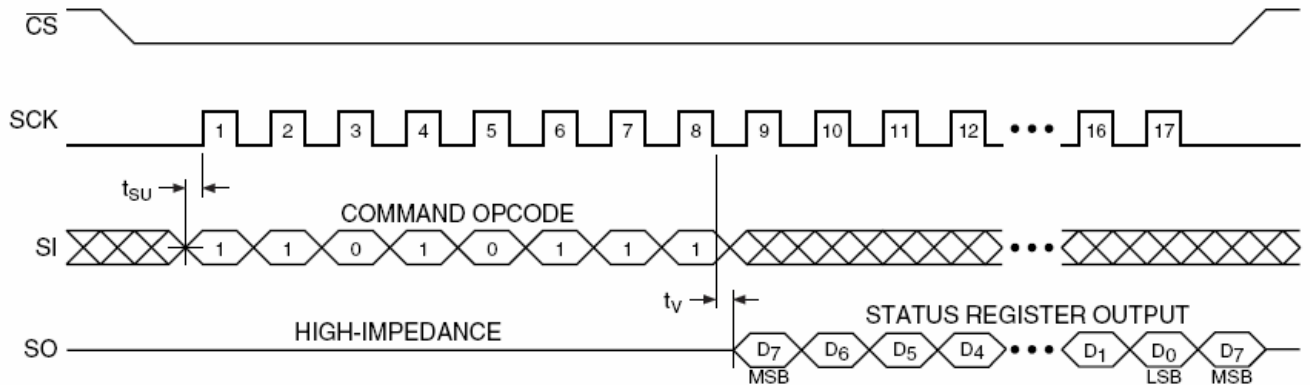 CS
SCK 1 2 3 4 5 6 7 8 9 10 11 12 ••• 16 17
tSU
COMMAND OPCODE
SI 1 1 0 1 0 1 1 1 •••
tV
HIGH-IMPEDANCE STATUS REGISTER OUTPUT
SO D7 D6 D5 D4 ••• D1 D0 D7
MSB LSB MSB